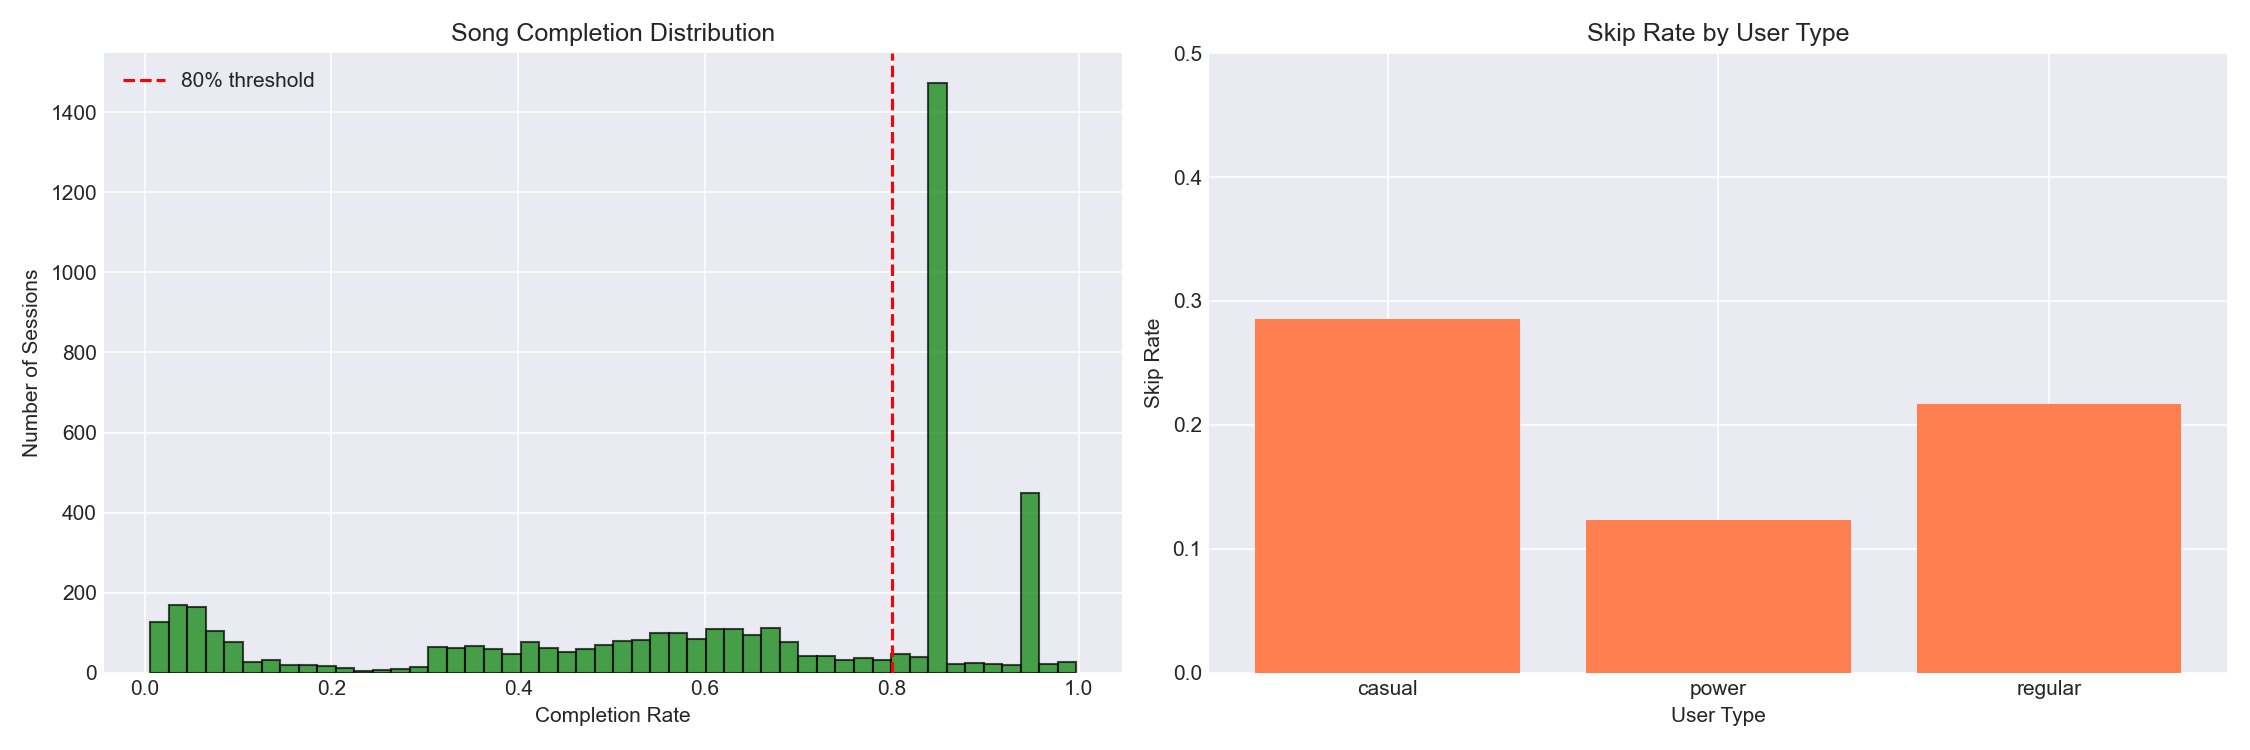 Song Completion Distribution
80% threshold
1400
1200
1000
800
600
400
200
0
Number of Sessions
0.0 0.2 0.4 0.6 0.8 1.0
Completion Rate
Skip Rate by User Type
0.5
0.4
0.3
0.2
0.1
0.0
Skip Rate
casual power regular
User Type